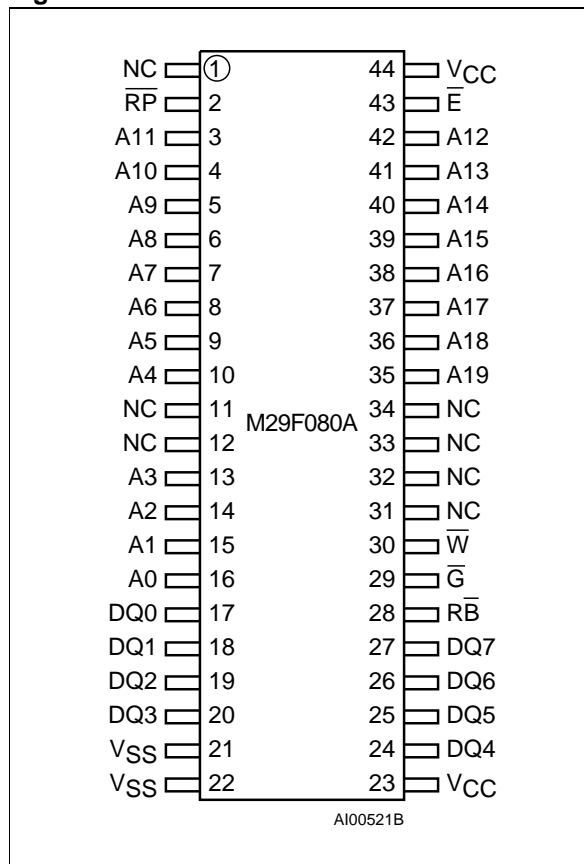 NC 1 44 VCC
R̅P̅ 2 43 E̅
A11 3 42 A12
A10 4 41 A13
A9 5 40 A14
A8 6 39 A15
A7 7 38 A16
A6 8 37 A17
A5 9 36 A18
A4 10 35 A19
NC 11 34 NC
M29F080A
NC 12 33 NC
A3 13 32 NC
A2 14 31 NC
A1 15 30 W̅
A0 16 29 G̅
DQ0 17 28 RB̅
DQ1 18 27 DQ7
DQ2 19 26 DQ6
DQ3 20 25 DQ5
VSS 21 24 DQ4
VSS 22 23 VCC
AI00521B